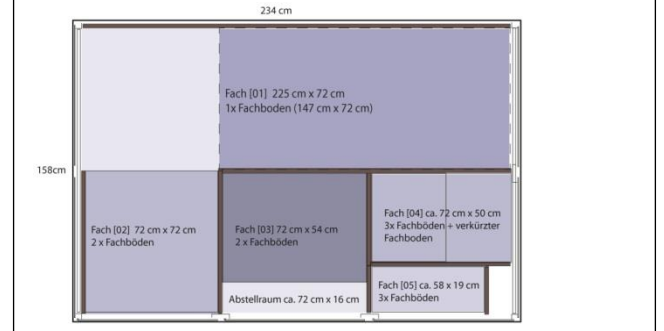 234 cm
Fach [01] 225 cm x 72 cm
1x Fachboden (147 cm x 72 cm)
158cm
Fach [02] 72 cm x 72 cm
2 x Fachböden
Fach [03] 72 cm x 54 cm
2 x Fachböden
Fach [04] ca. 72 cm x 50 cm
3x Fachböden + verkürzter
Fachboden
Abstellraum ca. 72 cm x 16 cm
Fach [05] ca. 58 x 19 cm
3x Fachböden